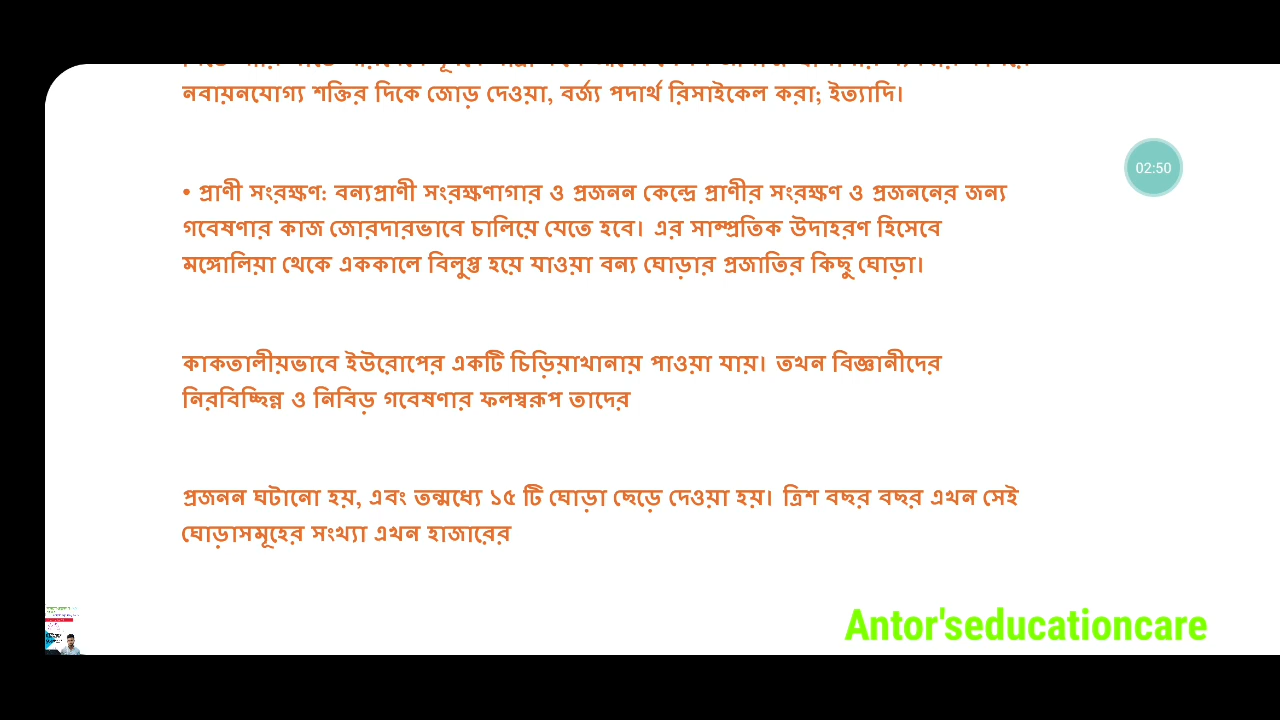 নবায়নযোগ্য শক্তির দিকে জোড় দেওয়া, বর্জ্য পদার্থ রিসাইকেল করা; ইত্যাদি।
• প্রাণী সংরক্ষণ: বন্যপ্রাণী সংরক্ষণাগার ও প্রজনন কেন্দ্রে প্রাণীর সংরক্ষণ ও প্রজননের জন্য
গবেষণার কাজ জোরদারভাবে চালিয়ে যেতে হবে। এর সাম্প্রতিক উদাহরণ হিসেবে
মঙ্গোলিয়া থেকে এককালে বিলুপ্ত হয়ে যাওয়া বন্য ঘোড়ার প্রজাতির কিছু ঘোড়া।
কাকতালীয়ভাবে ইউরোপের একটি চিড়িয়াখানায় পাওয়া যায়। তখন বিজ্ঞানীদের
নিরবিচ্ছিন্ন ও নিবিড় গবেষণার ফলস্বরূপ তাদের
প্রজনন ঘটানো হয়, এবং তন্মধ্যে ১৫ টি ঘোড়া ছেড়ে দেওয়া হয়। ত্রিশ বছর বছর এখন সেই
ঘোড়াসমূহের সংখ্যা এখন হাজারের
02:50
Antor'seducationcare